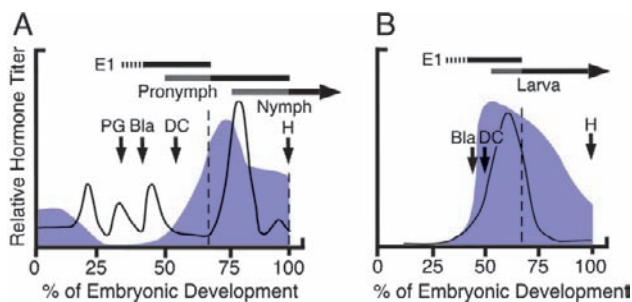 A
B
E1
E1
Pronymph
Larva
Nymph
PG Bla DC H
Bla DC H
Relative Hormone Titer
0 25 50 75 100
0 25 50 75 100
% of Embryonic Development
% of Embryonic Development